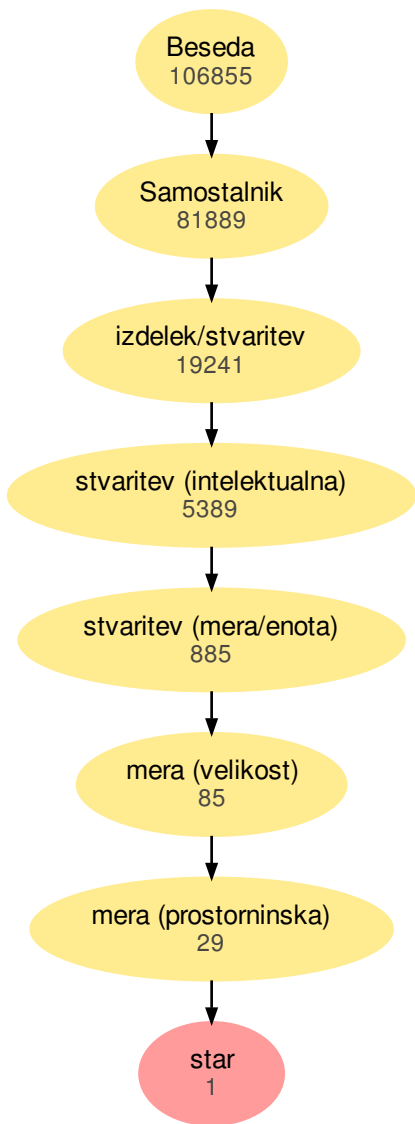 Beseda
106855
Samostalnik
81889
izdelek/stvaritev
19241
stvaritev (intelektualna)
5389
stvaritev (mera/enota)
885
mera (velikost)
85
mera (prostorninska)
29
star
1